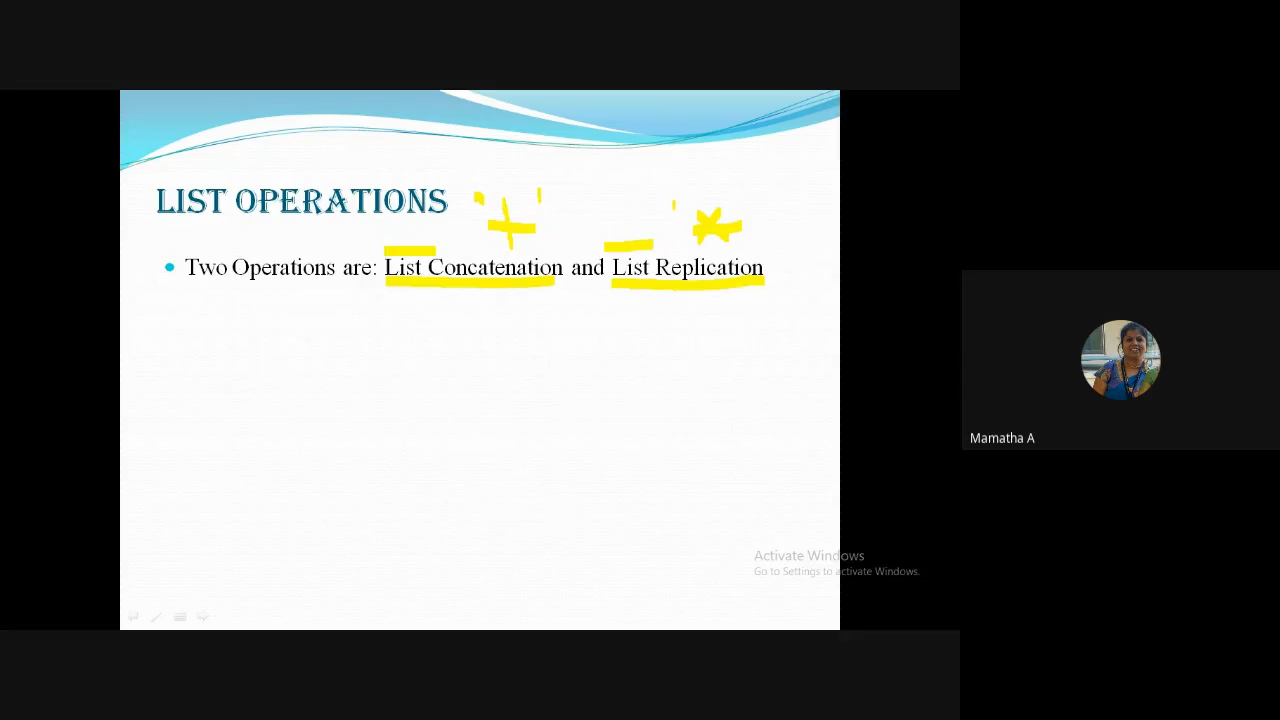 LIST OPERATIONS
' + ' ' *
• Two Operations are: List Concatenation and List Replication
Mamatha A
Activate Windows
Go to Settings to activate Windows.